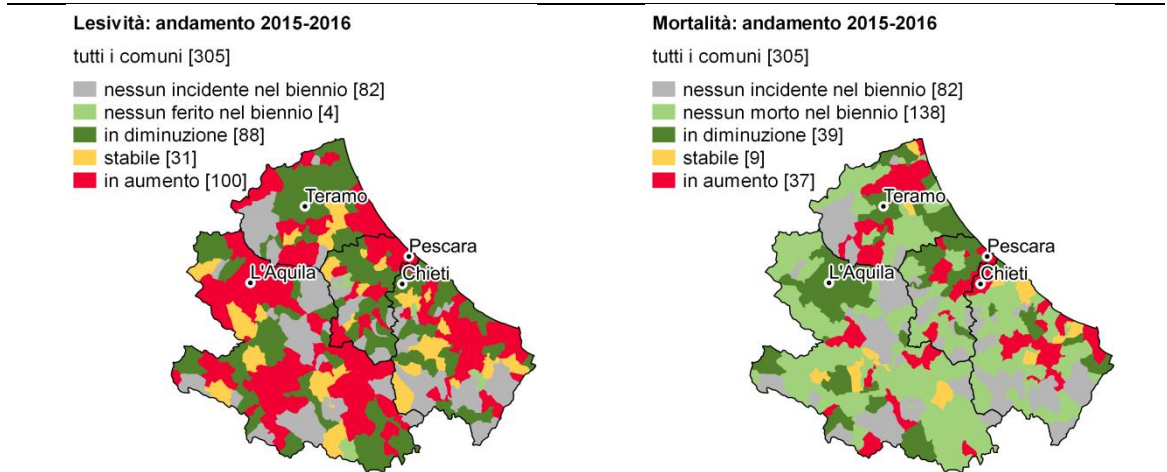 Lesività: andamento 2015-2016
tutti i comuni [305]
nessun incidente nel biennio [82]
nessun ferito nel biennio [4]
in diminuzione [88]
stabile [31]
in aumento [100]
Teramo
Pescara
L'Aquila
Chieti
Mortalità: andamento 2015-2016
tutti i comuni [305]
nessun incidente nel biennio [82]
nessun morto nel biennio [138]
in diminuzione [39]
stabile [9]
in aumento [37]
Teramo
Pescara
L'Aquila
Chieti